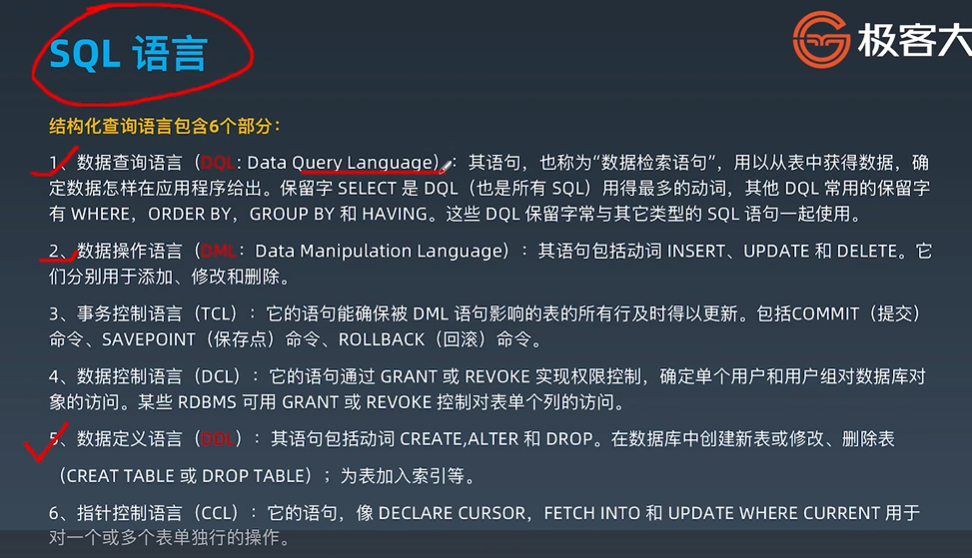 SQL 语言
极客大
结构化查询语言包含6个部分：
1、数据查询语言（DQL: Data Query Language）：其语句，也称为“数据检索语句”，用以从表中获得数据，确
定数据怎样在应用程序给出。保留字 SELECT 是 DQL（也是所有 SQL）用得最多的动词，其他 DQL 常用的保留字
有 WHERE，ORDER BY，GROUP BY 和 HAVING。这些 DQL 保留字常与其它类型的 SQL 语句一起使用。
2、数据操作语言（DML：Data Manipulation Language）：其语句包括动词 INSERT、UPDATE 和 DELETE。它
们分别用于添加、修改和删除。
3、事务控制语言（TCL）：它的语句能确保被 DML 语句影响的表的所有行及时得以更新。包括COMMIT（提交）
命令、SAVEPOINT（保存点）命令、ROLLBACK（回滚）命令。
4、数据控制语言（DCL）：它的语句通过 GRANT 或 REVOKE 实现权限控制，确定单个用户和用户组对数据库对
象的访问。某些 RDBMS 可用 GRANT 或 REVOKE 控制对表单个列的访问。
5、数据定义语言（DDL）：其语句包括动词 CREATE,ALTER 和 DROP。在数据库中创建新表或修改、删除表
（CREAT TABLE 或 DROP TABLE）；为表加入索引等。
6、指针控制语言（CCL）：它的语句，像 DECLARE CURSOR，FETCH INTO 和 UPDATE WHERE CURRENT 用于
对一个或多个表单独行的操作。